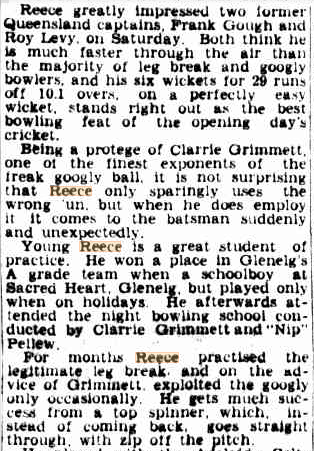 Reece greatly impressed two former
Queensland captains, Frank Gough and
Roy Levy, on Saturday. Both think he
is much faster through the air than
the majority of leg break and googly
bowlers, and his six wickets for 29 runs
off 10.1 overs, on a perfectly easy
wicket, stands right out as the best
bowling feat of the opening day's
cricket.
Being a protege of Clarrie Grimmett,
one of the finest exponents of the
freak googly ball, it is not surprising
that Reece only sparingly uses the
wrong 'un, but when he does employ
it it comes to the batsman suddenly
and unexpectedly.
Young Reece is a great student of
practice. He won a place in Glenelg's
A grade team when a schoolboy at
Sacred Heart, Glenelg, but played only
when on holidays. He afterwards at-
tended the night bowling school con-
ducted by Clarrie Grimmett and "Nip"
Pellew.
For months Reece practised the
legitimate leg break, and on the ad-
vice of Grimmett, exploited the googly
only occasionally. He gets much suc-
cess from a top spinner, which, in-
stead of coming back, goes straight
through, with zip off the pitch.